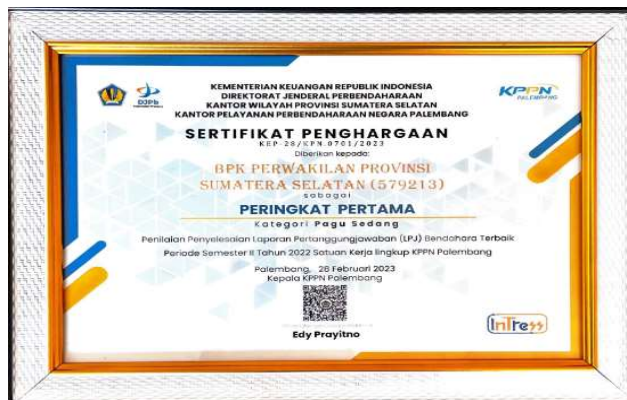 DJPb
KPPN
PALEMBANG
KEMENTERIAN KEUANGAN REPUBLIK INDONESIA
DIREKTORAT JENDERAL PERBENDAHARAAN
KANTOR WILAYAH PROVINSI SUMATERA SELATAN
KANTOR PELAYANAN PERBENDAHARAAN NEGARA PALEMBANG
SERTIFIKAT PENGHARGAAN
KEP-28/KPN.0701/2023
Diberikan kepada:
BPK PERWAKILAN PROVINSI
SUMATERA SELATAN (579213)
sebagai
PERINGKAT PERTAMA
Kategori Pagu Sedang
Penilaian Penyelesaian Laporan Pertanggungjawaban (LPJ) Bendahara Terbaik
Periode Semester II Tahun 2022 Satuan Kerja lingkup KPPN Palembang
Palembang, 28 Februari 2023
Kepala KPPN Palembang
Edy Prayitno
InTress